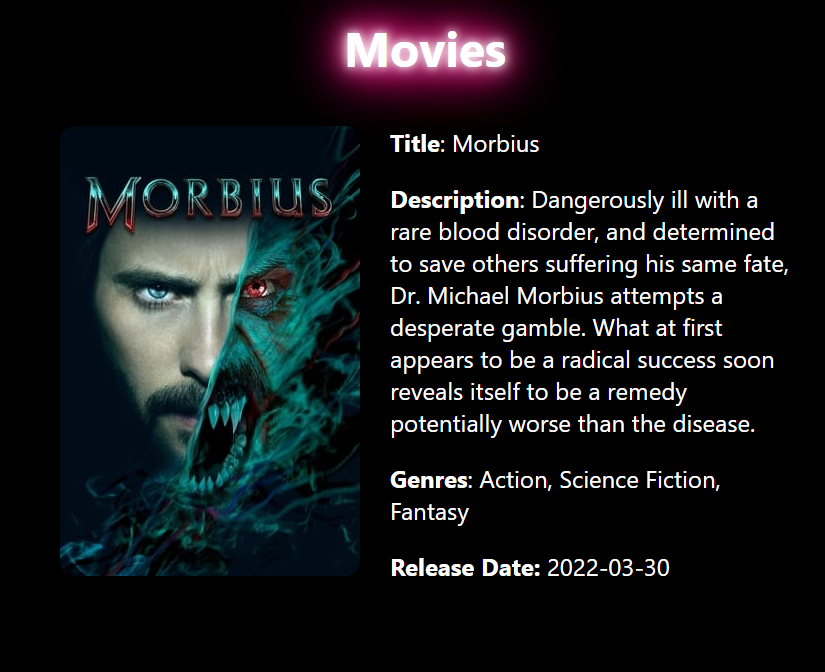 Movies
MORBIUS
Title: Morbius
Description: Dangerously ill with a
rare blood disorder, and determined
to save others suffering his same fate,
Dr. Michael Morbius attempts a
desperate gamble. What at first
appears to be a radical success soon
reveals itself to be a remedy
potentially worse than the disease.
Genres: Action, Science Fiction,
Fantasy
Release Date: 2022-03-30